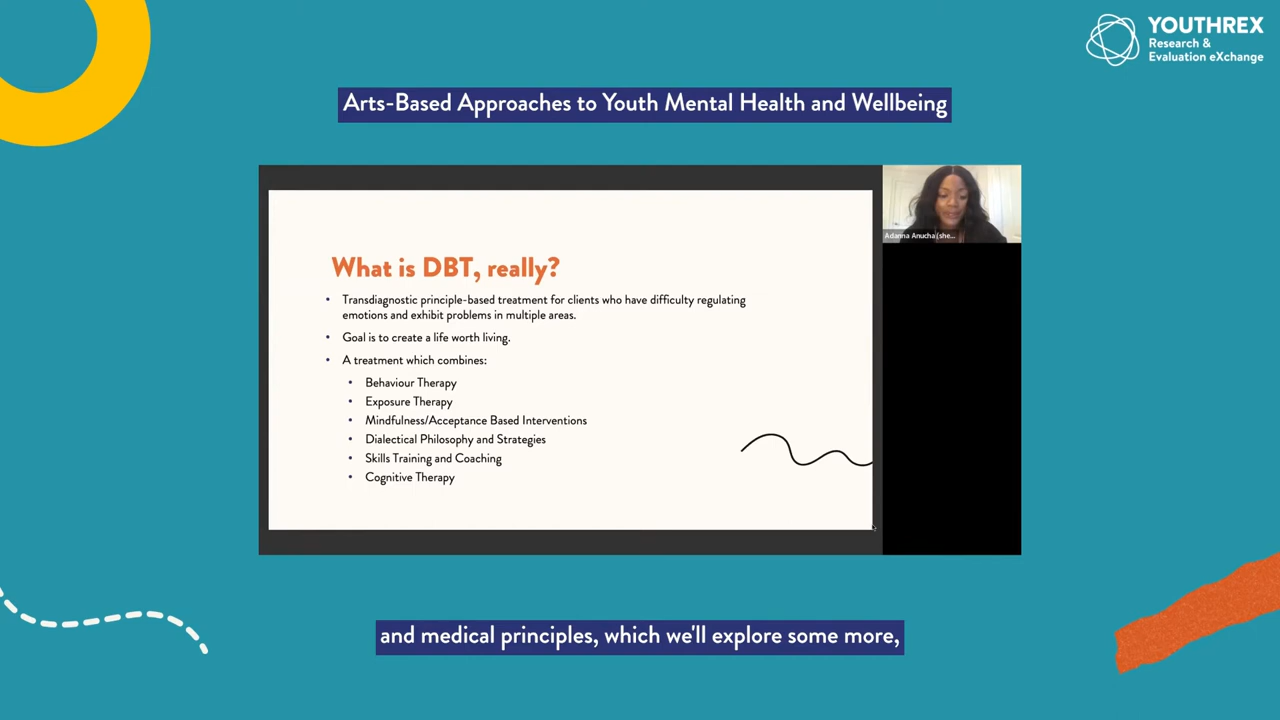 YOUTHREX
Research &
Evaluation eXchange
Arts-Based Approaches to Youth Mental Health and Wellbeing
Adanna Anucha (she...
What is DBT, really?
• Transdiagnostic principle-based treatment for clients who have difficulty regulating
emotions and exhibit problems in multiple areas.
• Goal is to create a life worth living.
• A treatment which combines:
• Behaviour Therapy
• Exposure Therapy
• Mindfulness/Acceptance Based Interventions
• Dialectical Philosophy and Strategies
• Skills Training and Coaching
• Cognitive Therapy
and medical principles, which we'll explore some more,